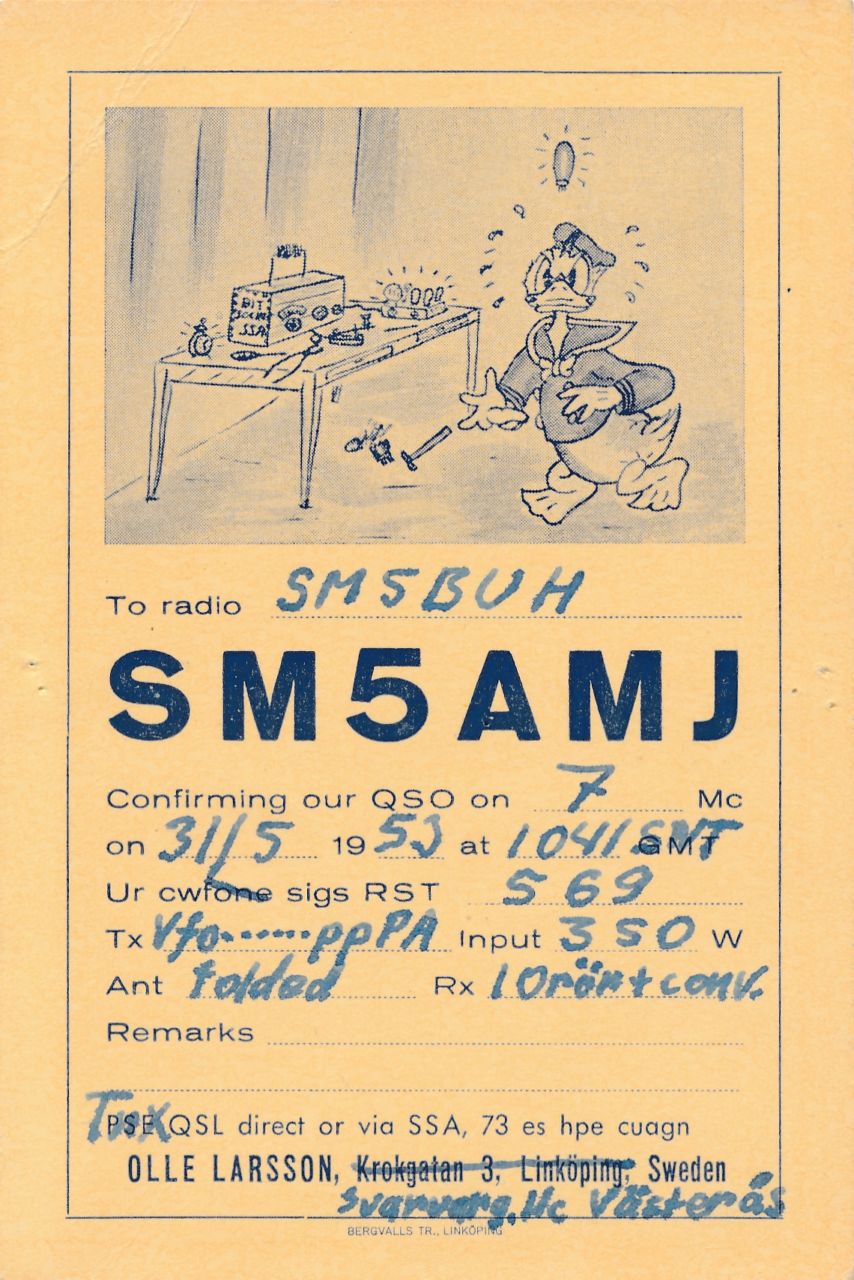 BIT
SSA
To radio SM5BUH
SM5AMJ
Confirming our QSO on 7 Mc
on 31/5 1953 at 1041 SNT GMT
Ur cwfone sigs RST 569
Tx Vfo.......ppPA Input 350 W
Ant folded Rx 10rör+conv.
Remarks
Tnx PSE QSL direct or via SSA, 73 es hpe cuagn
OLLE LARSSON, Krokgatan 3, Linköping, Sweden
Västerås
BERGVALLS TR., LINKÖPING